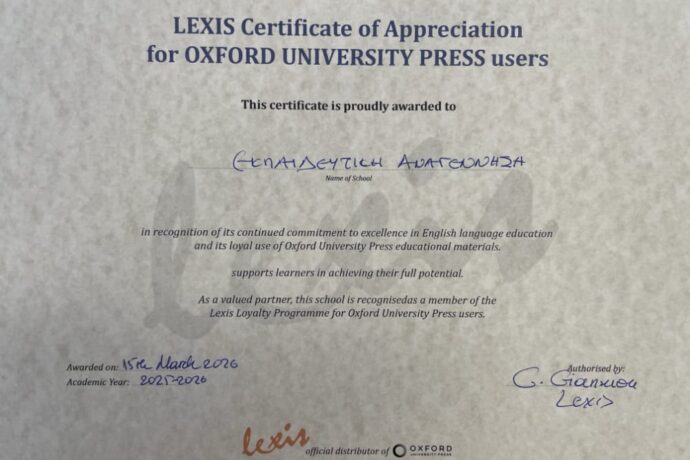 LEXIS Certificate of Appreciation
for OXFORD UNIVERSITY PRESS users
This certificate is proudly awarded to
ΕΚΠΑΙΔΕΥΤΙΚΗ ΑΝΑΓΕΝΝΗΣΗ
Name of School
in recognition of its continued commitment to excellence in English language education
and its loyal use of Oxford University Press educational materials.
supports learners in achieving their full potential.
As a valued partner, this school is recognisedas a member of the
Lexis Loyalty Programme for Oxford University Press users.
Awarded on: 15th March 2026
Academic Year: 2025-2026
Authorised by:
G.
Lexis
lexis official distributor of OXFORD
UNIVERSITY PRESS